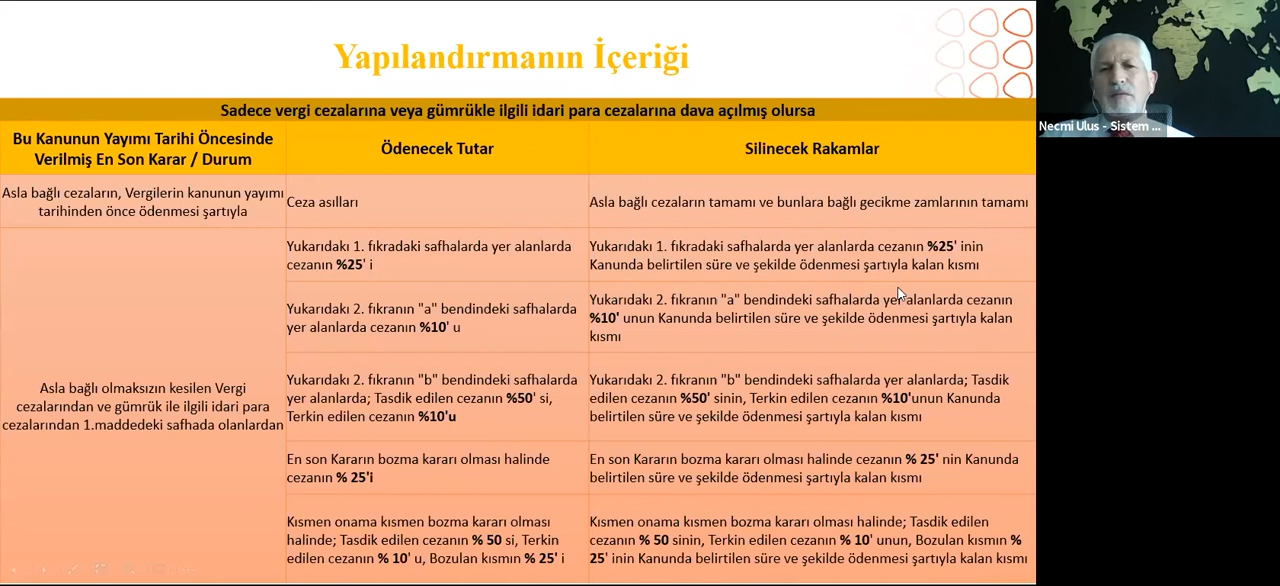 Yapılandırmanın İçeriği
Sadece vergi cezalarına veya gümrükle ilgili idari para cezalarına dava açılmış olursa
Bu Kanunun Yayımı Tarihi Öncesinde
Verilmiş En Son Karar / Durum
Ödenecek Tutar
Silinecek Rakamlar
Asla bağlı cezaların, Vergilerin kanunun yayımı
tarihinden önce ödenmesi şartıyla
Ceza asılları
Asla bağlı cezaların tamamı ve bunlara bağlı gecikme zamlarının tamamı
Asla bağlı olmaksızın kesilen Vergi
cezalarından ve gümrük ile ilgili idari para
cezalarından 1.maddedeki safhada olanlardan
Yukarıdakı 1. fıkradaki safhalarda yer alanlarda
cezanın %25' i
Yukarıdakı 1. fıkradaki safhalarda yer alanlarda cezanın %25' inin
Kanunda belirtilen süre ve şekilde ödenmesi şartıyla kalan kısmı
Yukarıdakı 2. fıkranın "a" bendindeki safhalarda
yer alanlarda cezanın %10' u
Yukarıdakı 2. fıkranın "a" bendindeki safhalarda yer alanlarda cezanın
%10' unun Kanunda belirtilen süre ve şekilde ödenmesi şartıyla kalan
kısmı
Yukarıdakı 2. fıkranın "b" bendindeki safhalarda
yer alanlarda; Tasdik edilen cezanın %50' si,
Terkin edilen cezanın %10'u
Yukarıdakı 2. fıkranın "b" bendindeki safhalarda yer alanlarda; Tasdik
edilen cezanın %50' sinin, Terkin edilen cezanın %10'unun Kanunda
belirtilen süre ve şekilde ödenmesi şartıyla kalan kısmı
En son Kararın bozma kararı olması halinde
cezanın % 25'i
En son Kararın bozma kararı olması halinde cezanın % 25' nin Kanunda
belirtilen süre ve şekilde ödenmesi şartıyla kalan kısmı
Kısmen onama kısmen bozma kararı olması
halinde; Tasdik edilen cezanın % 50 si, Terkin
edilen cezanın % 10' u, Bozulan kısmın % 25' i
Kısmen onama kısmen bozma kararı olması halinde; Tasdik edilen
cezanın % 50 sinin, Terkin edilen cezanın % 10' unun, Bozulan kısmın %
25' inin Kanunda belirtilen süre ve şekilde ödenmesi şartıyla kalan kısmı
Necmi Ulus - Sistem ...